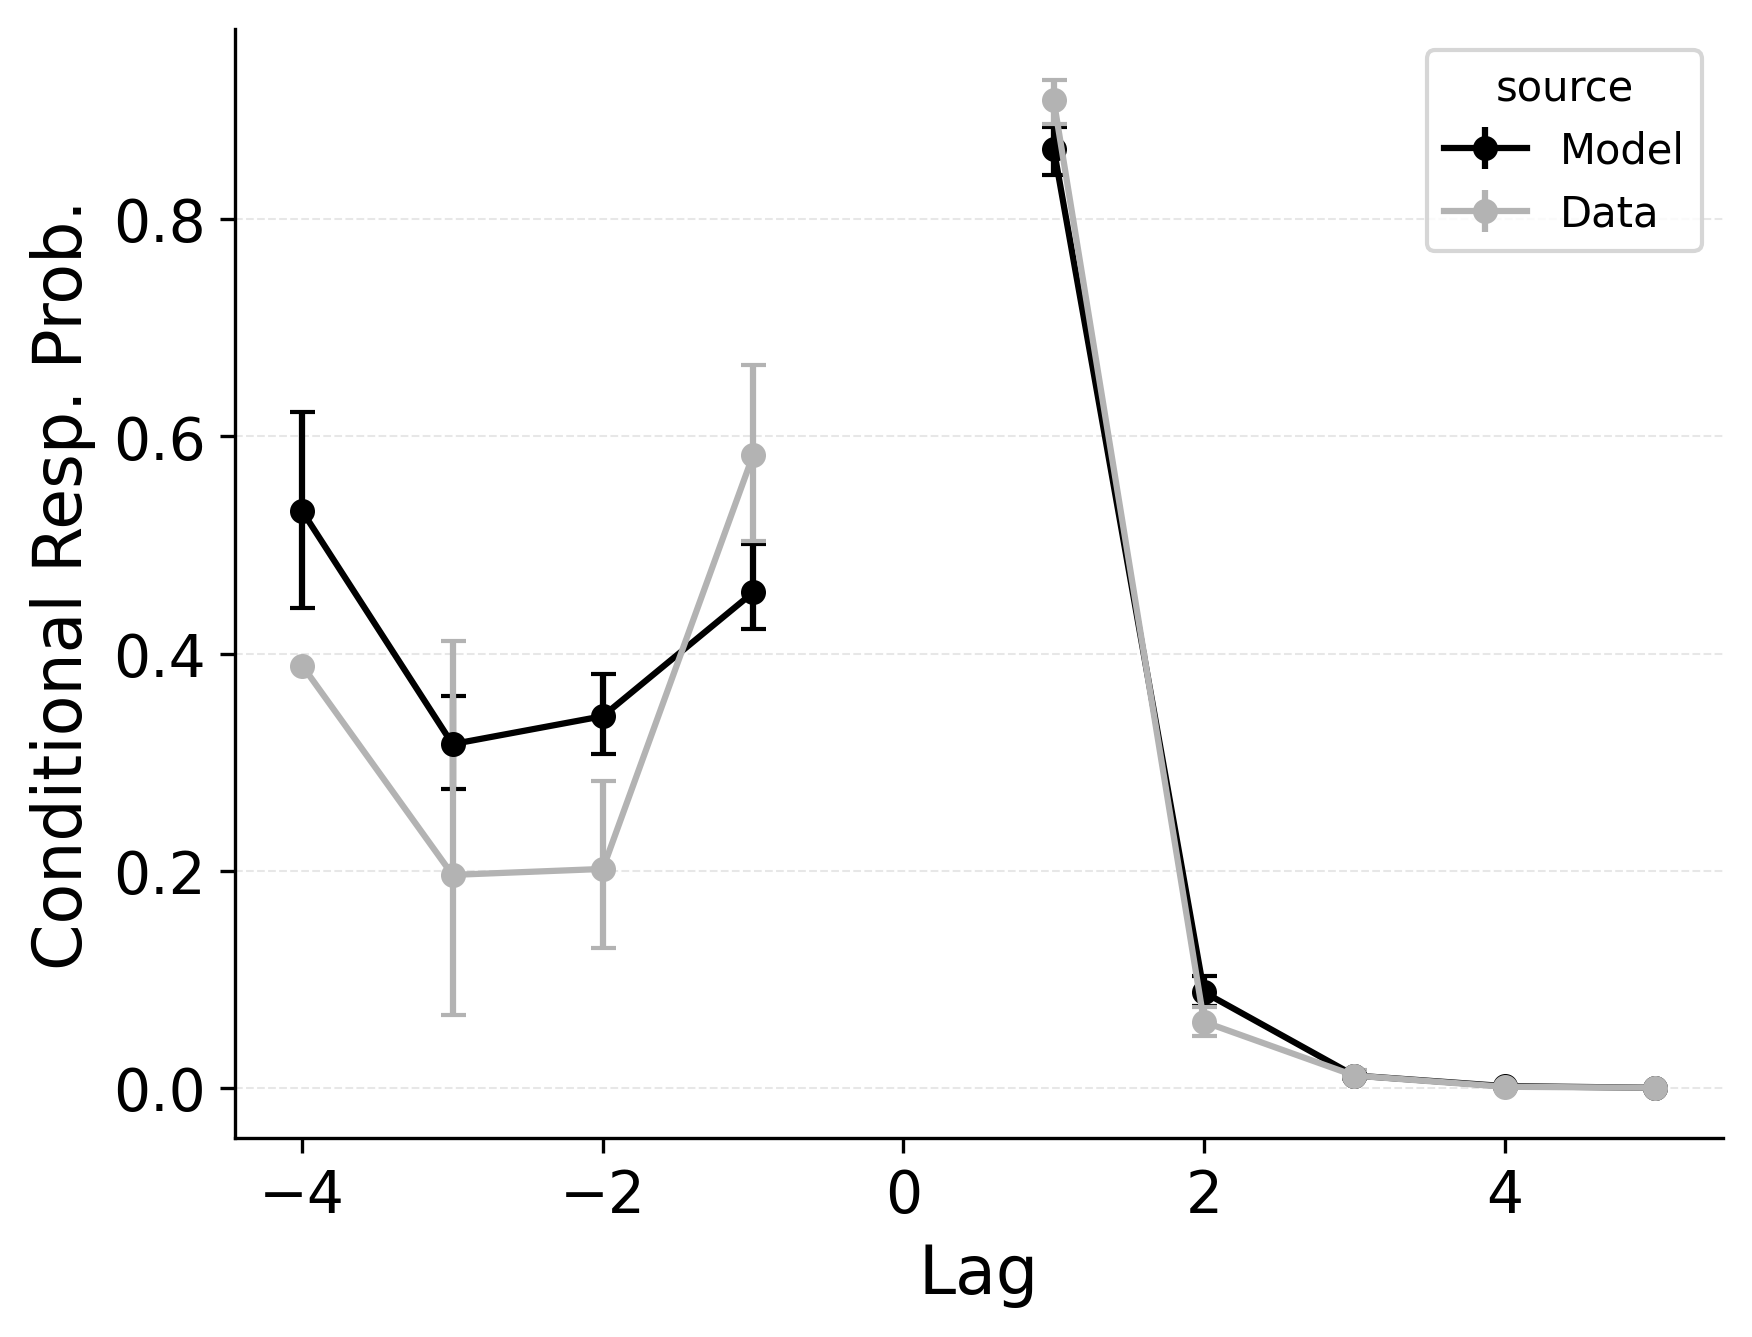 source
Model
Data
Conditional Resp. Prob.
0.8
0.6
0.4
0.2
0.0
−4 −2 0 2 4
Lag